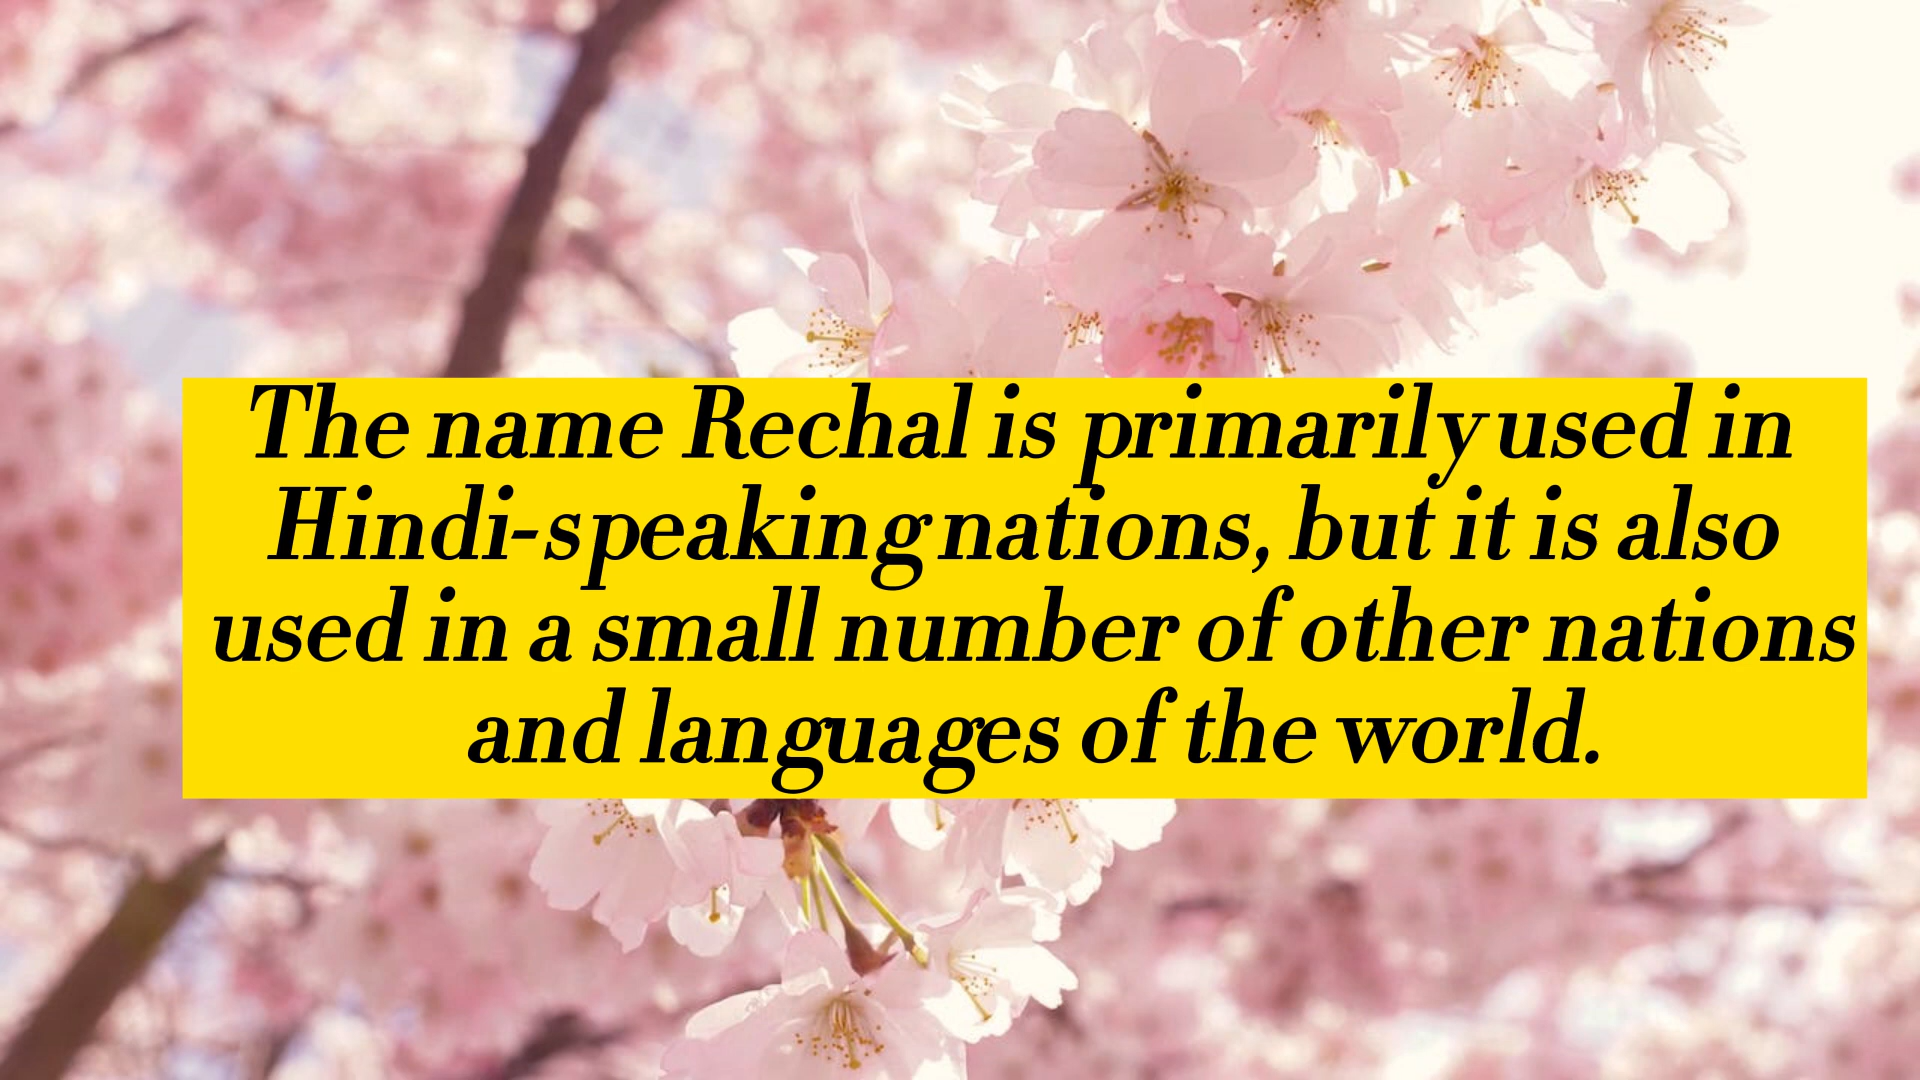 The name Rechal is primarily used in
Hindi-speaking nations, but it is also
used in a small number of other nations
and languages of the world.